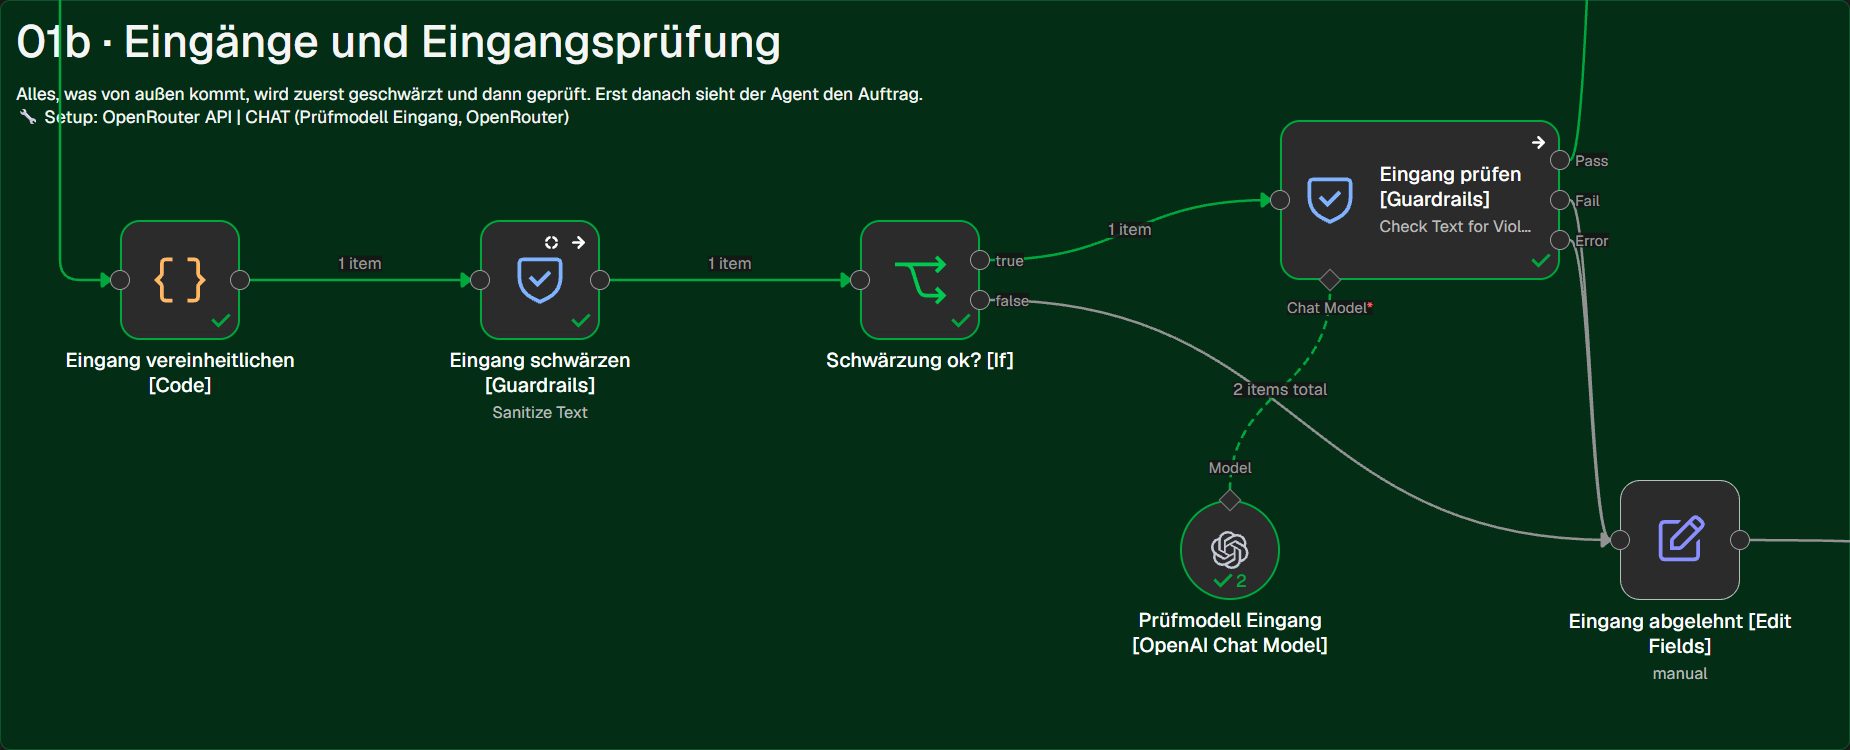 01b · Eingänge und Eingangsprüfung
Alles, was von außen kommt, wird zuerst geschwärzt und dann geprüft. Erst danach sieht der Agent den Auftrag.
🔧 Setup: OpenRouter API | CHAT (Prüfmodell Eingang, OpenRouter)
{ }
Eingang vereinheitlichen
[Code]
1 item
Eingang schwärzen
[Guardrails]
Sanitize Text
1 item
Schwärzung ok? [If]
true
false
1 item
Eingang prüfen
[Guardrails]
Check Text for Viol...
Pass
Fail
Error
Chat Model*
2 items total
Model
2
Prüfmodell Eingang
[OpenAI Chat Model]
Eingang abgelehnt [Edit
Fields]
manual